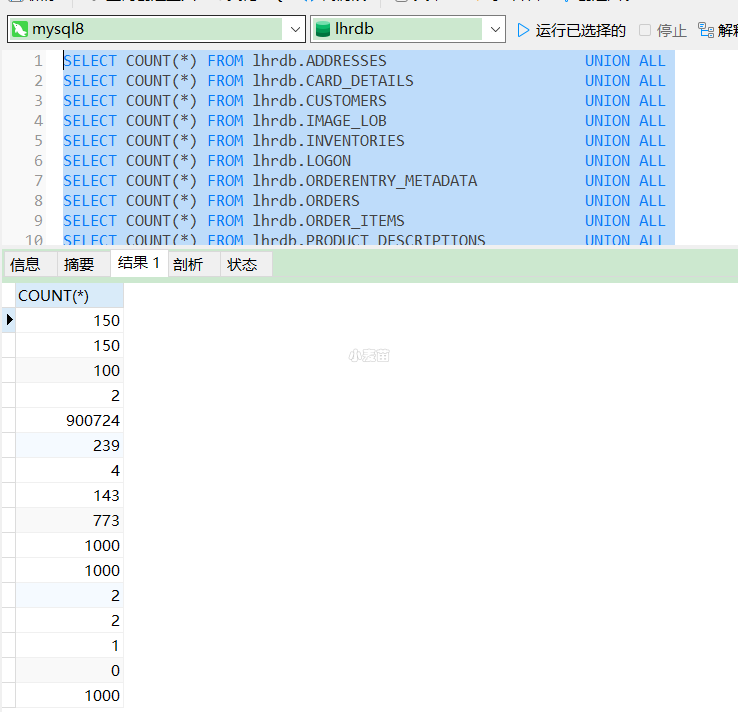 mysql8
lhrdb
运行已选择的
停止
1 SELECT COUNT(*) FROM lhrdb.ADDRESSES UNION ALL
2 SELECT COUNT(*) FROM lhrdb.CARD_DETAILS UNION ALL
3 SELECT COUNT(*) FROM lhrdb.CUSTOMERS UNION ALL
4 SELECT COUNT(*) FROM lhrdb.IMAGE_LOB UNION ALL
5 SELECT COUNT(*) FROM lhrdb.INVENTORIES UNION ALL
6 SELECT COUNT(*) FROM lhrdb.LOGON UNION ALL
7 SELECT COUNT(*) FROM lhrdb.ORDERENTRY_METADATA UNION ALL
8 SELECT COUNT(*) FROM lhrdb.ORDERS UNION ALL
9 SELECT COUNT(*) FROM lhrdb.ORDER_ITEMS UNION ALL
10 SELECT COUNT(*) FROM lhrdb.PRODUCT_DESCRIPTIONS UNION ALL
信息 摘要 结果 1 剖析 状态
COUNT(*)
150
150
100
2
900724
239
4
143
773
1000
1000
2
2
1
0
1000